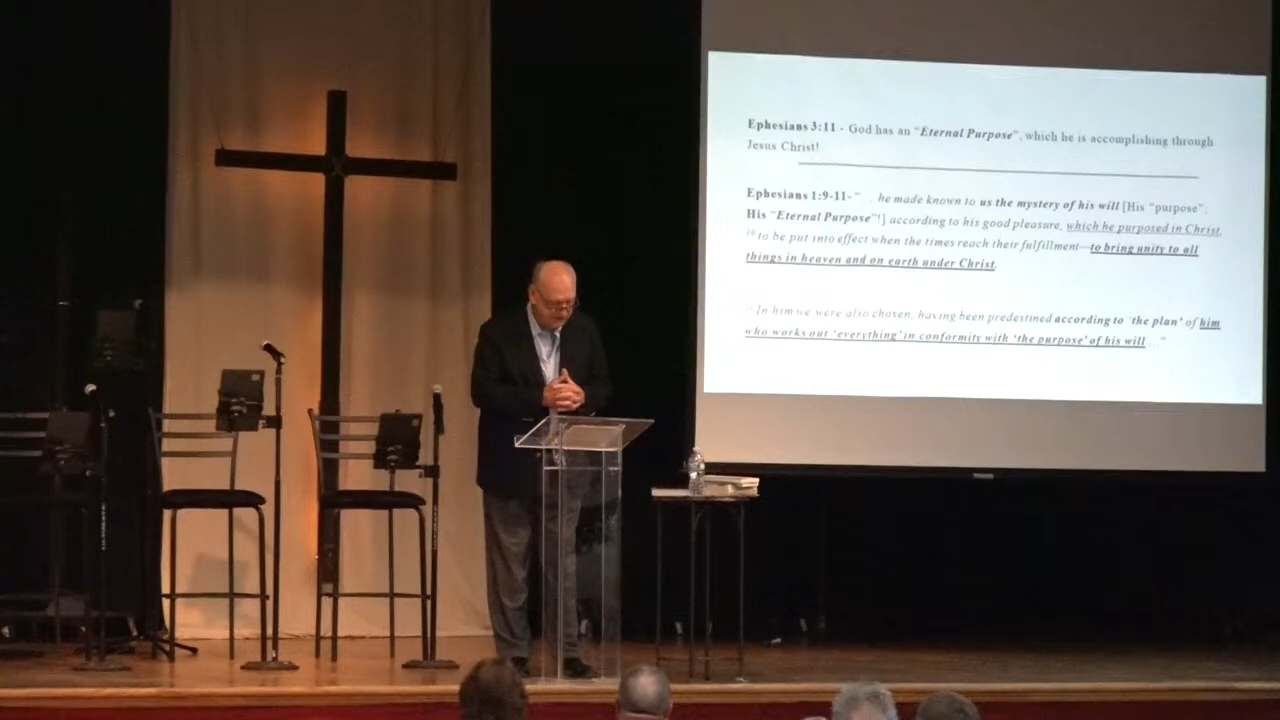 Ephesians 3:11 - God has an "Eternal Purpose", which he is accomplishing through
Jesus Christ!
Ephesians 1:9-11- ". . he made known to us the mystery of his will [His "purpose";
His "Eternal Purpose"!] according to his good pleasure, which he purposed in Christ,
10 to be put into effect when the times reach their fulfillment—to bring unity to all
things in heaven and on earth under Christ.
11 In him we were also chosen, having been predestined according to 'the plan' of him
who works out 'everything' in conformity with 'the purpose' of his will . . "